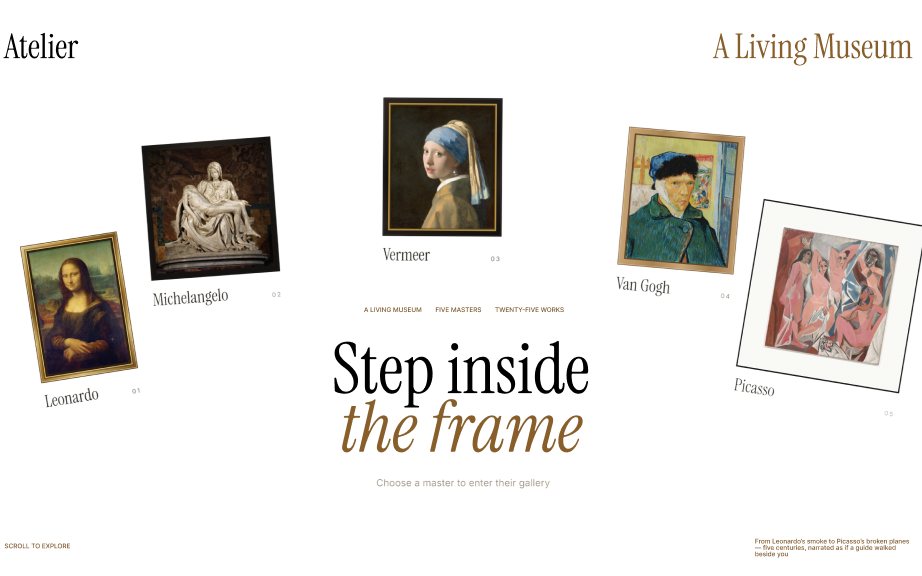 Atelier
A Living Museum
Leonardo
01
Michelangelo
02
Vermeer
03
Van Gogh
04
Picasso
05
A LIVING MUSEUM FIVE MASTERS TWENTY-FIVE WORKS
Step inside
the frame
Choose a master to enter their gallery
SCROLL TO EXPLORE
From Leonardo's smoke to Picasso's broken planes
— five centuries, narrated as if a guide walked
beside you